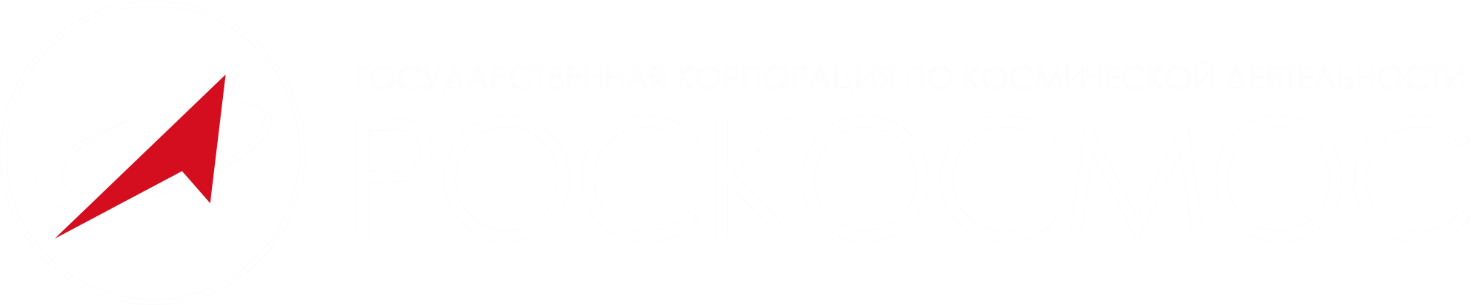 ГОСУДАРСТВЕННАЯ КОРПОРАЦИЯ ПО КОСМИЧЕСКОЙ ДЕЯТЕЛЬНОСТИ
РОСКОСМОС